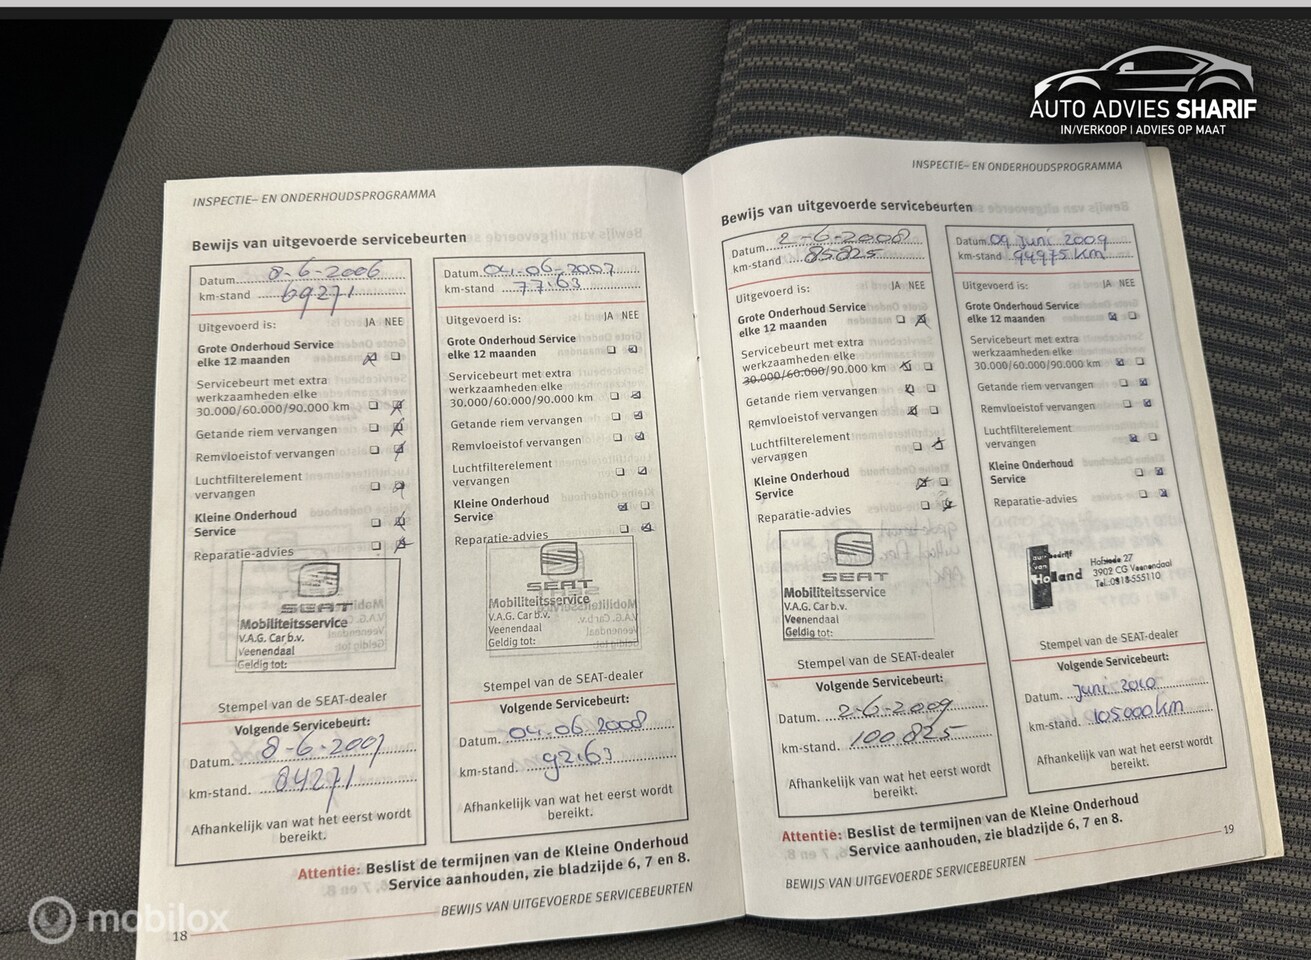 AUTO ADVIES SHARIF
IN/VERKOOP | ADVIES OP MAAT
INSPECTIE– EN ONDERHOUDSPROGRAMMA
Bewijs van uitgevoerde servicebeurten
Datum 8-6-2006
km-stand 69271
Uitgevoerd is: JA NEE
Grote Onderhoud Service
elke 12 maanden
Servicebeurt met extra
werkzaamheden elke
30.000/60.000/90.000 km
Getande riem vervangen
Remvloeistof vervangen
Luchtfilterelement
vervangen
Kleine Onderhoud
Service
Reparatie-advies
SEAT
Mobiliteitsservice
V.A.G. Car b.v.
Veenendaal
Geldig tot:
Stempel van de SEAT-dealer
Volgende Servicebeurt:
Datum. 8-6-2007
km-stand. 84271
Afhankelijk van wat het eerst wordt
bereikt.
Datum 04-06-2007
km-stand 77.163
Uitgevoerd is: JA NEE
Grote Onderhoud Service
elke 12 maanden
Servicebeurt met extra
werkzaamheden elke
30.000/60.000/90.000 km
Getande riem vervangen
Remvloeistof vervangen
Luchtfilterelement
vervangen
Kleine Onderhoud
Service
Reparatie-advies
SEAT
Mobiliteitsservice
V.A.G. Car b.v.
Veenendaal
Geldig tot:
Stempel van de SEAT-dealer
Volgende Servicebeurt:
Datum. 04.06.2008
km-stand. 92.163
Afhankelijk van wat het eerst wordt
bereikt.
Attentie: Beslist de termijnen van de Kleine Onderhoud
Service aanhouden, zie bladzijde 6, 7 en 8.
BEWIJS VAN UITGEVOERDE SERVICEBEURTEN
18
INSPECTIE– EN ONDERHOUDSPROGRAMMA
Bewijs van uitgevoerde servicebeurten
Datum 2-6-2008
km-stand 85825
Uitgevoerd is: JA NEE
Grote Onderhoud Service
elke 12 maanden
Servicebeurt met extra
werkzaamheden elke
30.000/60.000/90.000 km
Getande riem vervangen
Remvloeistof vervangen
Luchtfilterelement
vervangen
Kleine Onderhoud
Service
Reparatie-advies
SEAT
Mobiliteitsservice
V.A.G. Car b.v.
Veenendaal
Geldig tot:
Stempel van de SEAT-dealer
Volgende Servicebeurt:
Datum. 2-6-2009
km-stand. 100.825
Afhankelijk van wat het eerst wordt
bereikt.
Datum 09 juni 2009
km-stand 94975 km
Uitgevoerd is: JA NEE
Grote Onderhoud Service
elke 12 maanden
Servicebeurt met extra
werkzaamheden elke
30.000/60.000/90.000 km
Getande riem vervangen
Remvloeistof vervangen
Luchtfilterelement
vervangen
Kleine Onderhoud
Service
Reparatie-advies
autobedrijf
van
Holland
Hofstede 27
3902 CG Veenendaal
Tel.:0318-555110
Stempel van de SEAT-dealer
Volgende Servicebeurt:
Datum. juni 2010
km-stand. 105000km
Afhankelijk van wat het eerst wordt
bereikt.
Attentie: Beslist de termijnen van de Kleine Onderhoud
Service aanhouden, zie bladzijde 6, 7 en 8.
19
BEWIJS VAN UITGEVOERDE SERVICEBEURTEN
mobilox